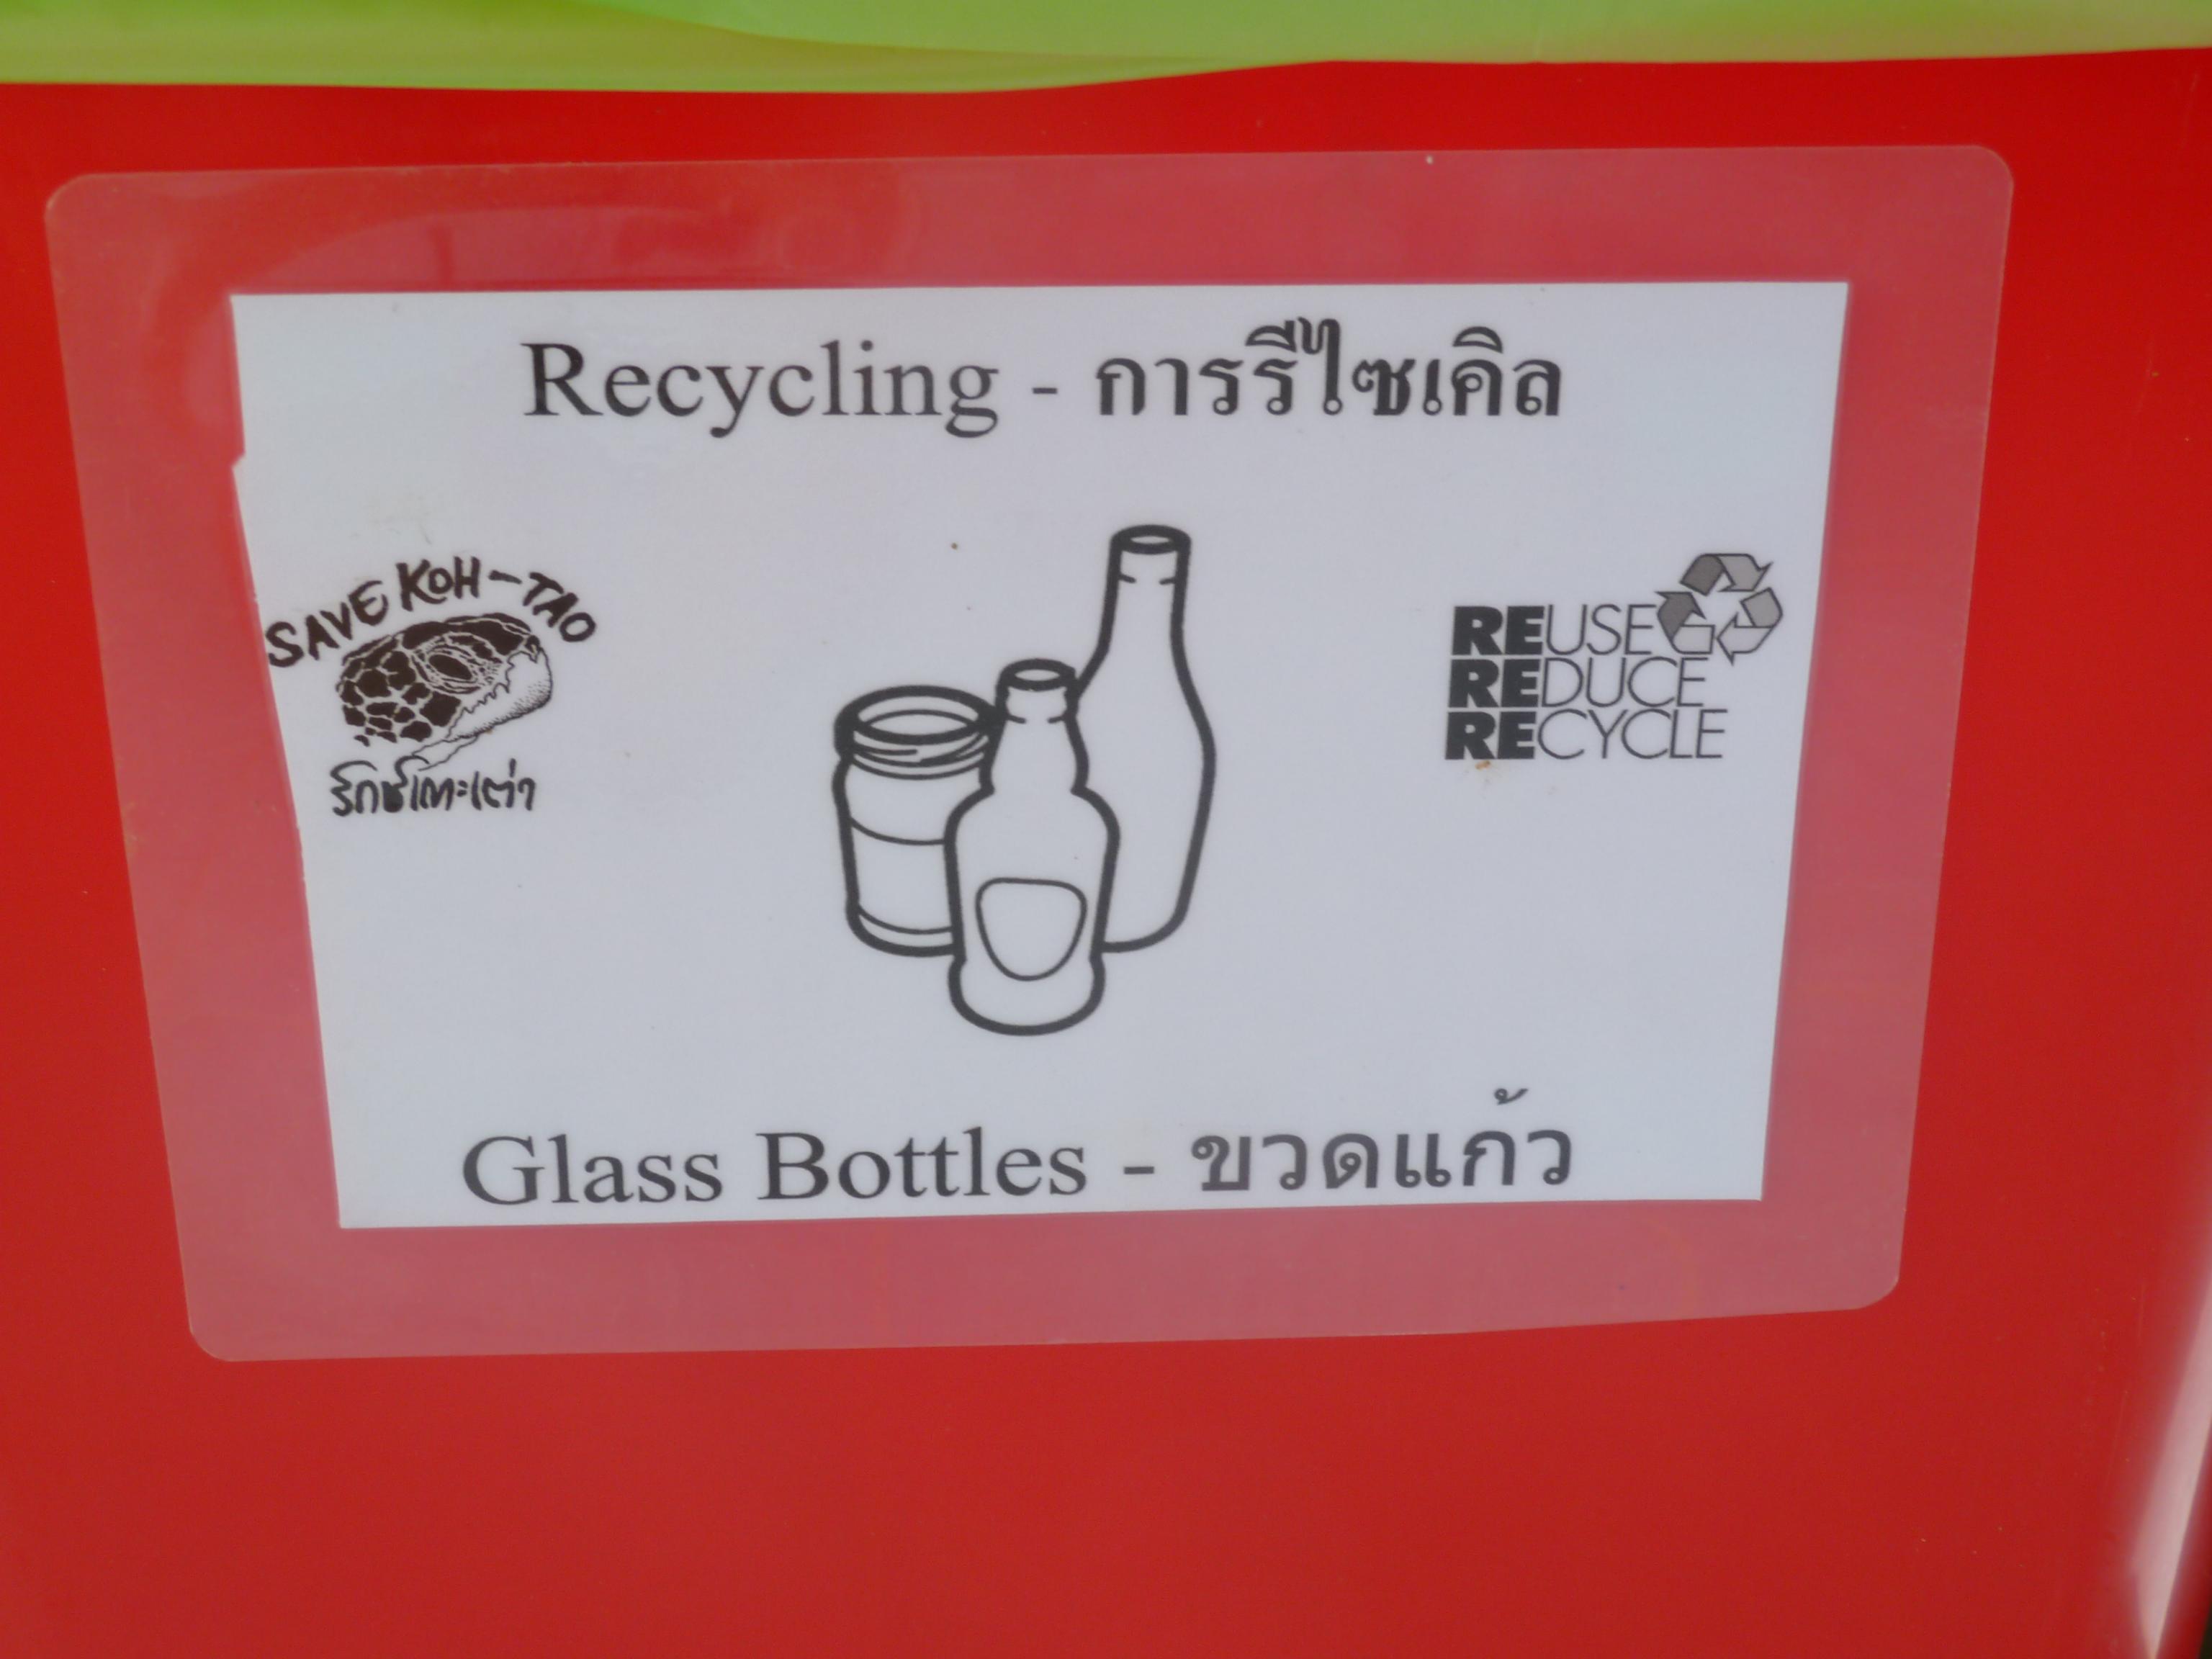 Recycling - การรีไซเคิล
SAVE KOH-TAO
รักษ์เกาะเต่า
REUSE
REDUCE
RECYCLE
Glass Bottles - ขวดแก้ว